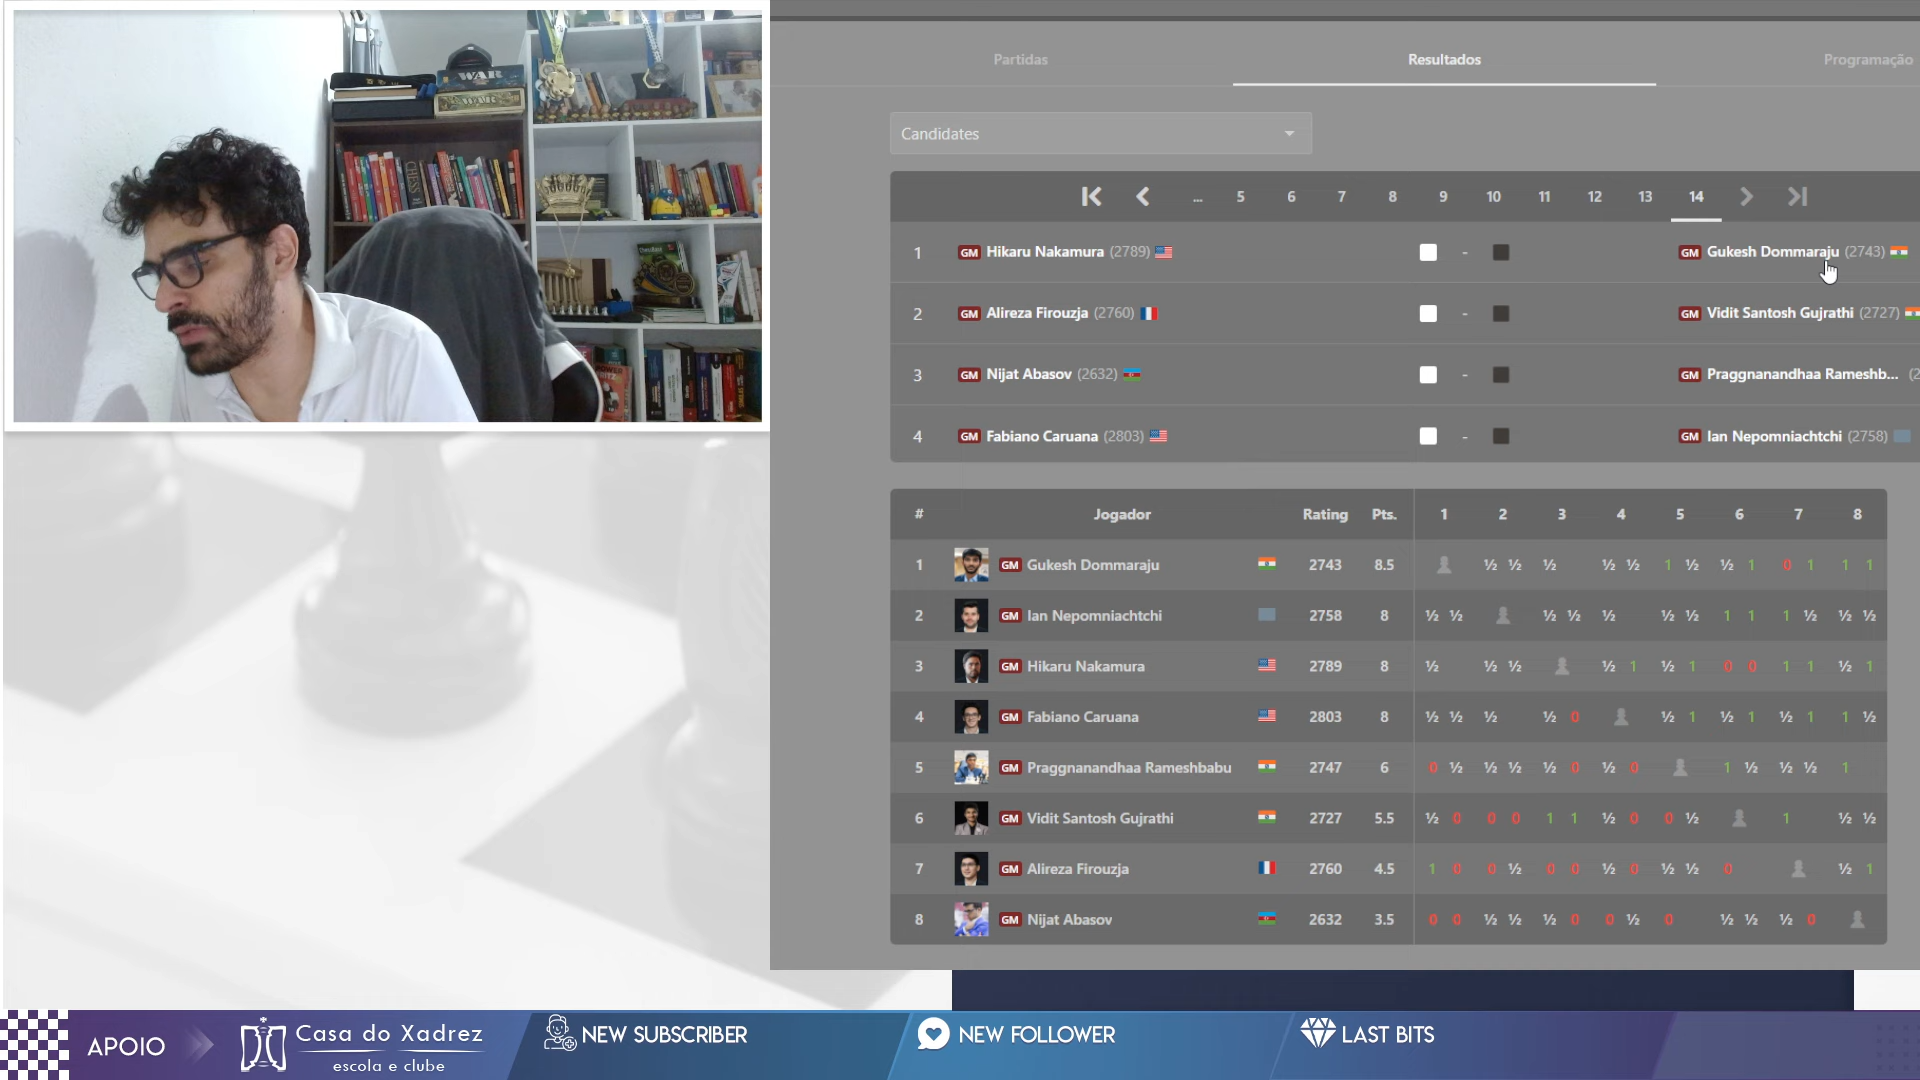 WAR
CHESS
Partidas
Resultados
Programação
Candidates
... 5 6 7 8 9 10 11 12 13 14
1 GM Hikaru Nakamura (2789) - GM Gukesh Dommaraju (2743)
2 GM Alireza Firouzja (2760) - GM Vidit Santosh Gujrathi (2727)
3 GM Nijat Abasov (2632) - GM Praggnanandhaa Rameshb... (2
4 GM Fabiano Caruana (2803) - GM Ian Nepomniachtchi (2758)
# Jogador Rating Pts. 1 2 3 4 5 6 7 8
1 GM Gukesh Dommaraju 2743 8.5 ½ ½ ½ ½ ½ 1 ½ ½ 1 0 1 1 1
2 GM Ian Nepomniachtchi 2758 8 ½ ½ ½ ½ ½ ½ ½ 1 1 1 ½ ½ ½
3 GM Hikaru Nakamura 2789 8 ½ ½ ½ ½ 1 ½ 1 0 0 1 1 ½ 1
4 GM Fabiano Caruana 2803 8 ½ ½ ½ ½ 0 ½ 1 ½ 1 ½ 1 1 ½
5 GM Praggnanandhaa Rameshbabu 2747 6 0 ½ ½ ½ ½ 0 ½ 0 1 ½ ½ ½ 1
6 GM Vidit Santosh Gujrathi 2727 5.5 ½ 0 0 0 1 1 ½ 0 0 ½ 1 ½ ½
7 GM Alireza Firouzja 2760 4.5 1 0 0 ½ 0 0 ½ 0 ½ ½ 0 ½ 1
8 GM Nijat Abasov 2632 3.5 0 0 ½ ½ ½ 0 0 ½ 0 ½ ½ ½ 0
APOIO
Casa do Xadrez
escola e clube
NEW SUBSCRIBER
NEW FOLLOWER
LAST BITS